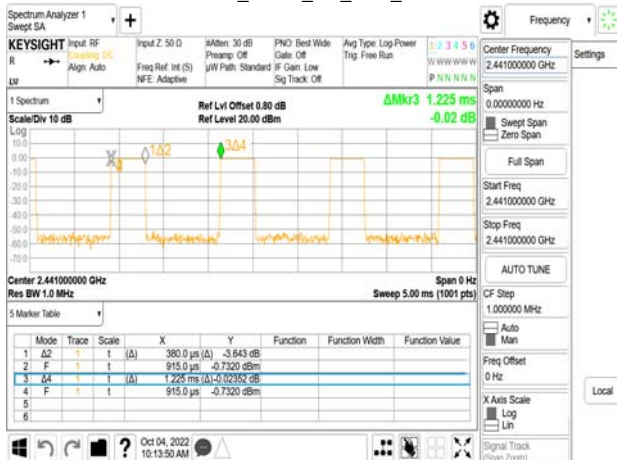 Spectrum Analyzer 1
Swept SA
+
Frequency
KEYSIGHT Input: RF
R
Coupling: DC
Align: Auto
LXI
Input Z: 50 Ω
Freq Ref: Int (S)
NFE: Adaptive
#Atten: 30 dB
Preamp: Off
µW Path: Standard
PNO: Best Wide
Gate: Off
IF Gain: Low
Sig Track: Off
Avg Type: Log-Power
Trig: Free Run
1 2 3 4 5 6
W W W W W W
P N N N N N
Center Frequency
2.441000000 GHz
Settings
Span
0.00000000 Hz
Swept Span
Zero Span
Full Span
Start Freq
2.441000000 GHz
Stop Freq
2.441000000 GHz
AUTO TUNE
CF Step
1.000000 MHz
Auto
Man
Freq Offset
0 Hz
X Axis Scale
Log
Lin
Signal Track
(Span Zoom)
Local
1 Spectrum
Scale/Div 10 dB
Ref Lvl Offset 0.80 dB
Ref Level 20.00 dBm
ΔMkr3 1.225 ms
-0.02 dB
Log
10.0
0.00
-10.0
-20.0
-30.0
-40.0
-50.0
-60.0
-70.0
X
1Δ2
3Δ4
Center 2.441000000 GHz
Res BW 1.0 MHz
Span 0 Hz
Sweep 5.00 ms (1001 pts)
5 Marker Table
Mode Trace Scale X Y Function Function Width Function Value
1 Δ2 1 t (Δ) 380.0 µs (Δ) -3.643 dB
2 F 1 t 915.0 µs -0.7320 dBm
3 Δ4 1 t (Δ) 1.225 ms (Δ) -0.02352 dB
4 F 1 t 915.0 µs -0.7320 dBm
5
6
?
Oct 04, 2022
10:13:50 AM